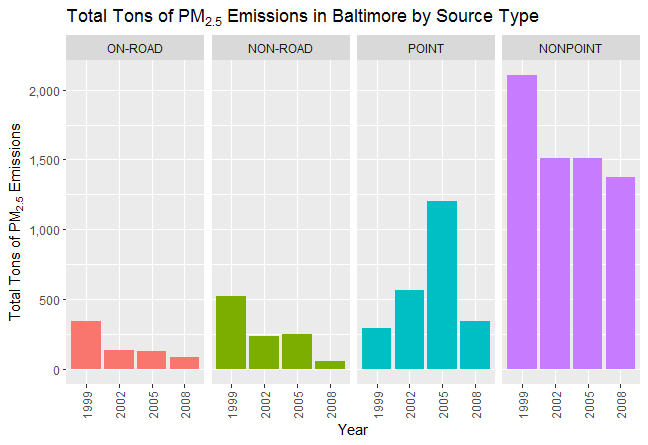 Total Tons of PM2.5 Emissions in Baltimore by Source Type
ON-ROAD NON-ROAD POINT NONPOINT
Total Tons of PM2.5 Emissions
2,000
1,500
1,000
500
0
1999 2002 2005 2008 1999 2002 2005 2008 1999 2002 2005 2008 1999 2002 2005 2008
Year